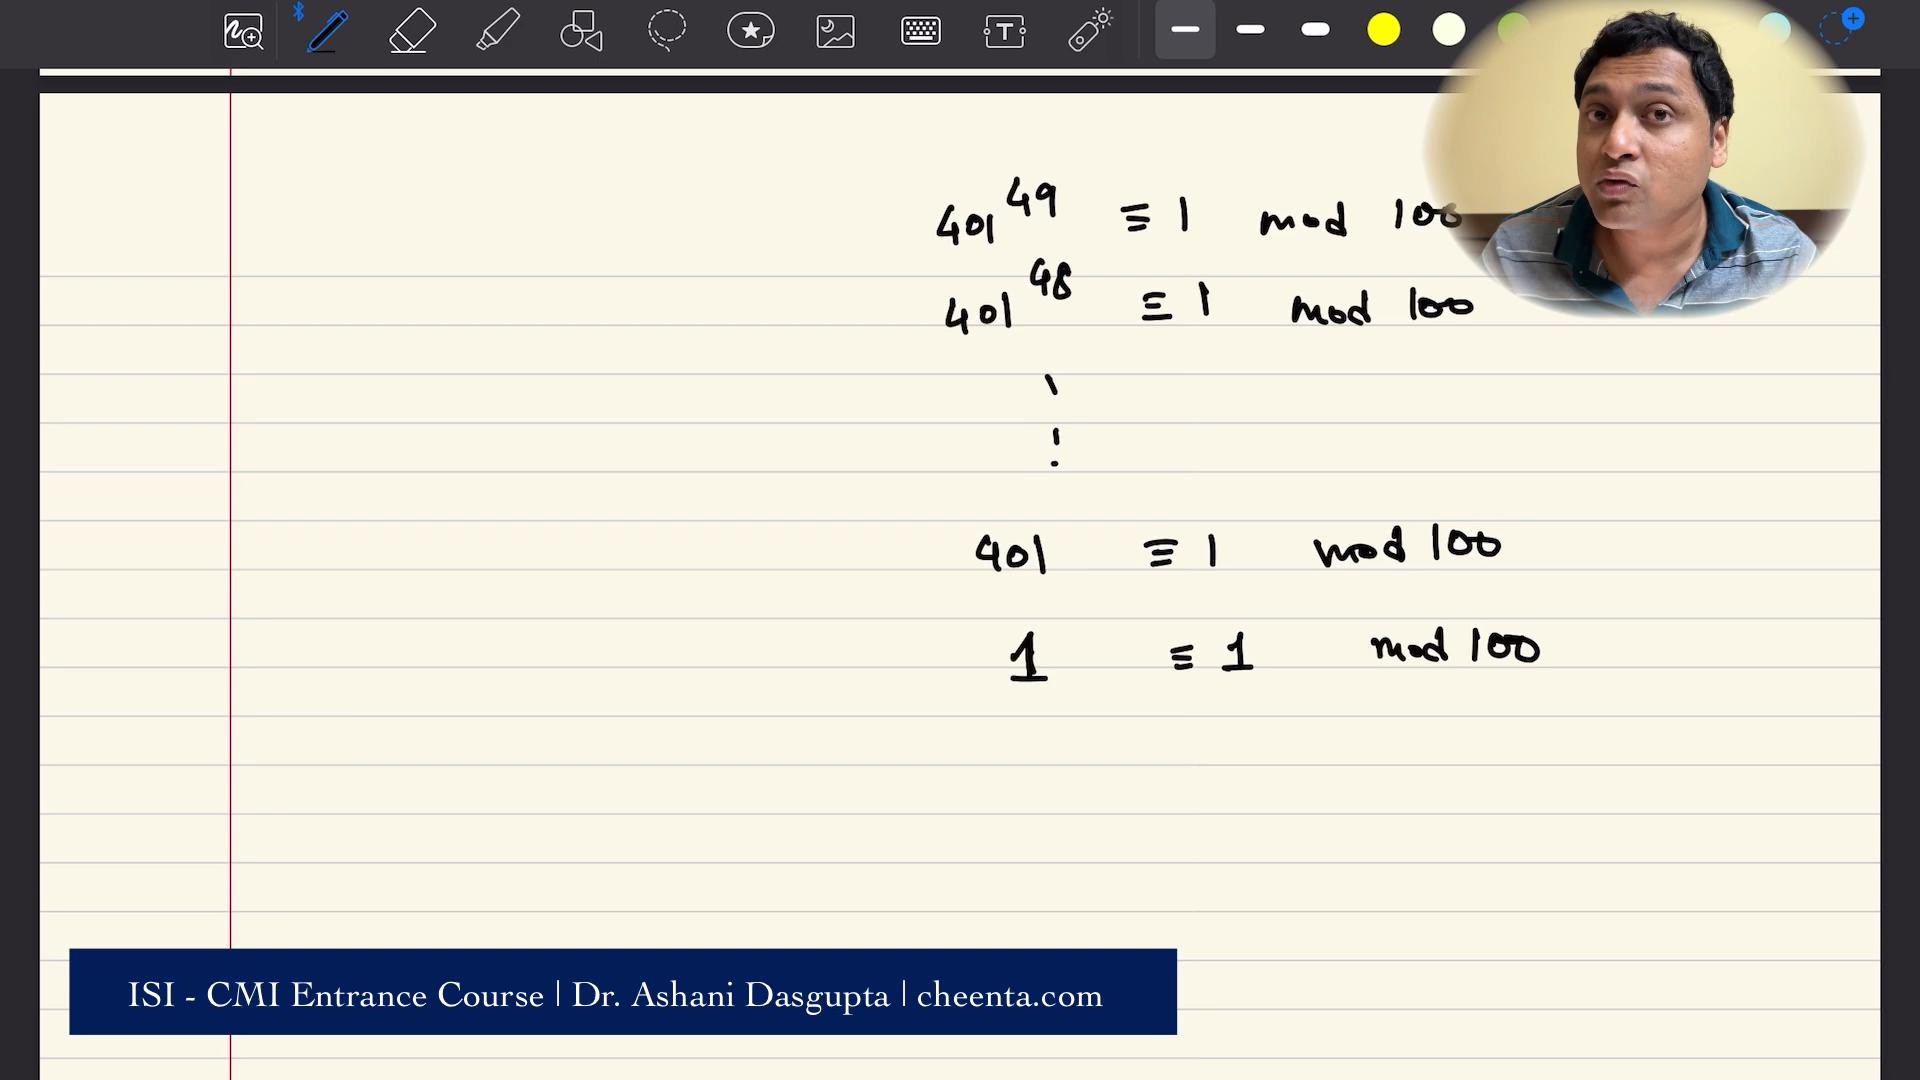 401^49 ≡ 1 mod 100
401^48 ≡ 1 mod 100
401 ≡ 1 mod 100
1 ≡ 1 mod 100
ISI - CMI Entrance Course | Dr. Ashani Dasgupta | cheenta.com